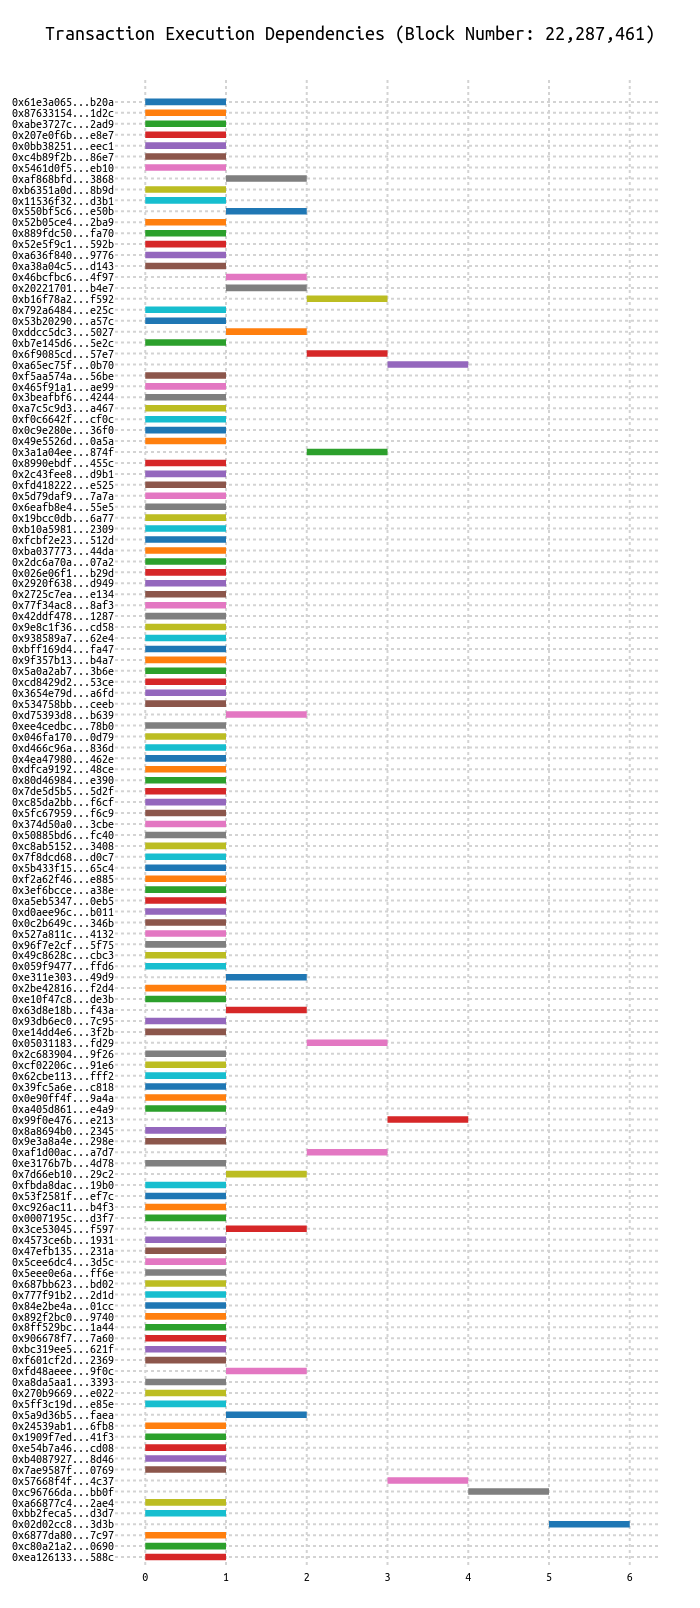 Transaction Execution Dependencies (Block Number: 22,287,461)
0x61e3a065...b20a
0x87633154...1d2c
0xabe3727c...2ad9
0x207e0f6b...e8e7
0x0bb38251...eec1
0xc4b89f2b...86e7
0x5461d0f5...eb10
0xaf868bfd...3868
0xb6351a0d...8b9d
0x11536f32...d3b1
0x550bf5c6...e50b
0x52b05ce4...2ba9
0x889fdc50...fa70
0x52e5f9c1...592b
0xa636f840...9776
0xa38a04c5...d143
0x46bcfbc6...4f97
0x20221701...b4e7
0xb16f78a2...f592
0x792a6484...e25c
0x53b20290...a57c
0xddcc5dc3...5027
0xb7e145d6...5e2c
0x6f9085cd...57e7
0xa65ec75f...0b70
0xf5aa574a...56be
0x465f91a1...ae99
0x3beafbf6...4244
0xa7c5c9d3...a467
0xf0c6642f...cf0c
0x0c9e280e...36f0
0x49e5526d...0a5a
0x3a1a04ee...874f
0x8990ebdf...455c
0x2c43fee8...d9b1
0xfd418222...e525
0x5d79daf9...7a7a
0x6eafb8e4...55e5
0x19bcc0db...6a77
0xb10a5981...2309
0xfcbf2e23...512d
0xba037773...44da
0x2dc6a70a...07a2
0x026e06f1...b29d
0x2920f638...d949
0x2725c7ea...e134
0x77f34ac8...8af3
0x42ddf478...1287
0x9e8c1f36...cd58
0x938589a7...62e4
0xbff169d4...fa47
0x9f357b13...b4a7
0x5a0a2ab7...3b6e
0xcd8429d2...53ce
0x3654e79d...a6fd
0x534758bb...ceeb
0xd75393d8...b639
0xee4cedbc...78b0
0x046fa170...0d79
0xd466c96a...836d
0x4ea47980...462e
0xdfca9192...48ce
0x80d46984...e390
0x7de5d5b5...5d2f
0xc85da2bb...f6cf
0x5fc67959...f6c9
0x374d50a0...3cbe
0x50885bd6...fc40
0xc8ab5152...3408
0x7f8dcd68...d0c7
0x5b433f15...65c4
0xf2a62f46...e885
0x3ef6bcce...a38e
0xa5eb5347...0eb5
0xd0aee96c...b011
0x0c2b649c...346b
0x527a811c...4132
0x96f7e2cf...5f75
0x49c8628c...cbc3
0x059f9477...ffd6
0xe311e303...49d9
0x2be42816...f2d4
0xe10f47c8...de3b
0x63d8e18b...f43a
0x93db6ec0...7c95
0xe14dd4e6...3f2b
0x05031183...fd29
0x2c683904...9f26
0xcf02206c...91e6
0x62cbe113...fff2
0x39fc5a6e...c818
0x0e90ff4f...9a4a
0xa405d861...e4a9
0x99f0e476...e213
0x8a8694b0...2345
0x9e3a8a4e...298e
0xaf1d00ac...a7d7
0xe3176b7b...4d78
0x7d66eb10...29c2
0xfbda8dac...19b0
0x53f2581f...ef7c
0xc926ac11...b4f3
0x0007195c...d3f7
0x3ce53045...f597
0x4573ce6b...1931
0x47efb135...231a
0x5cee6dc4...3d5c
0x5eee0e6a...ff6e
0x687bb623...bd02
0x777f91b2...2d1d
0x84e2be4a...01cc
0x892f2bc0...9740
0x8ff529bc...1a44
0x906678f7...7a60
0xbc319ee5...621f
0xf601cf2d...2369
0xfd48aeee...9f0c
0xa8da5aa1...3393
0x270b9669...e022
0x5ff3c19d...e85e
0x5a9d36b5...faea
0x24539ab1...6fb8
0x1909f7ed...41f3
0xe54b7a46...cd08
0xb4087927...8d46
0x7ae9587f...0769
0x57668f4f...4c37
0xc96766da...bb0f
0xa66877c4...2ae4
0xbb2feca5...d3d7
0x02d02cc8...3d3b
0x6877da80...7c97
0xc80a21a2...0690
0xea126133...588c
0 1 2 3 4 5 6